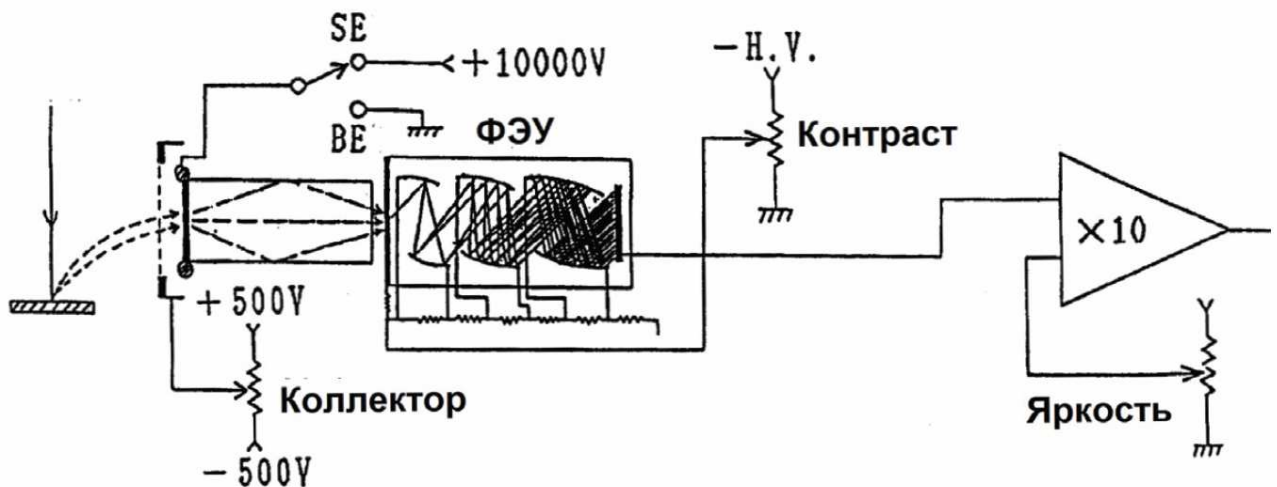 SE
+10000V
BE
ФЭУ
-H.V.
Контраст
×10
+500V
Коллектор
-500V
Яркость